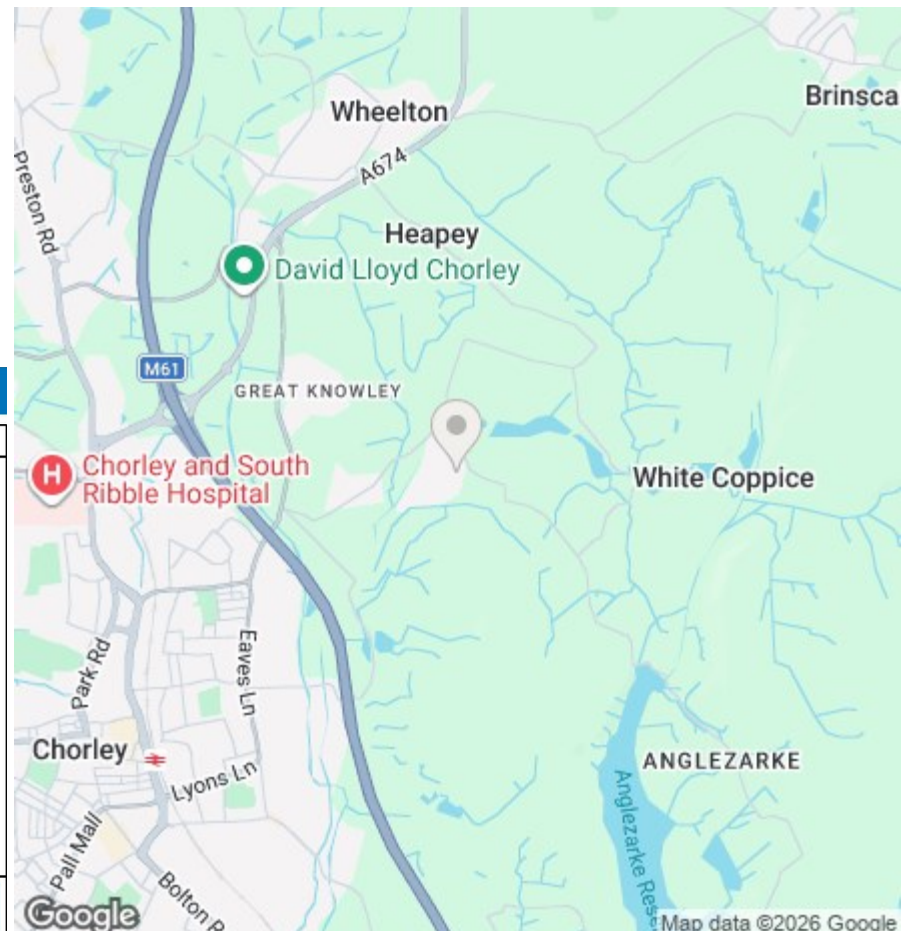 Brinsca
Wheelton
A674
Preston Rd
Heapey
David Lloyd Chorley
M61
GREAT KNOWLEY
H
Chorley and South
Ribble Hospital
White Coppice
Eaves Ln
Park Rd
Chorley
Lyons Ln
ANGLEZARKE
Anglezarke Rese
Pall Mall
Bolton R
Google
Map data ©2026 Google